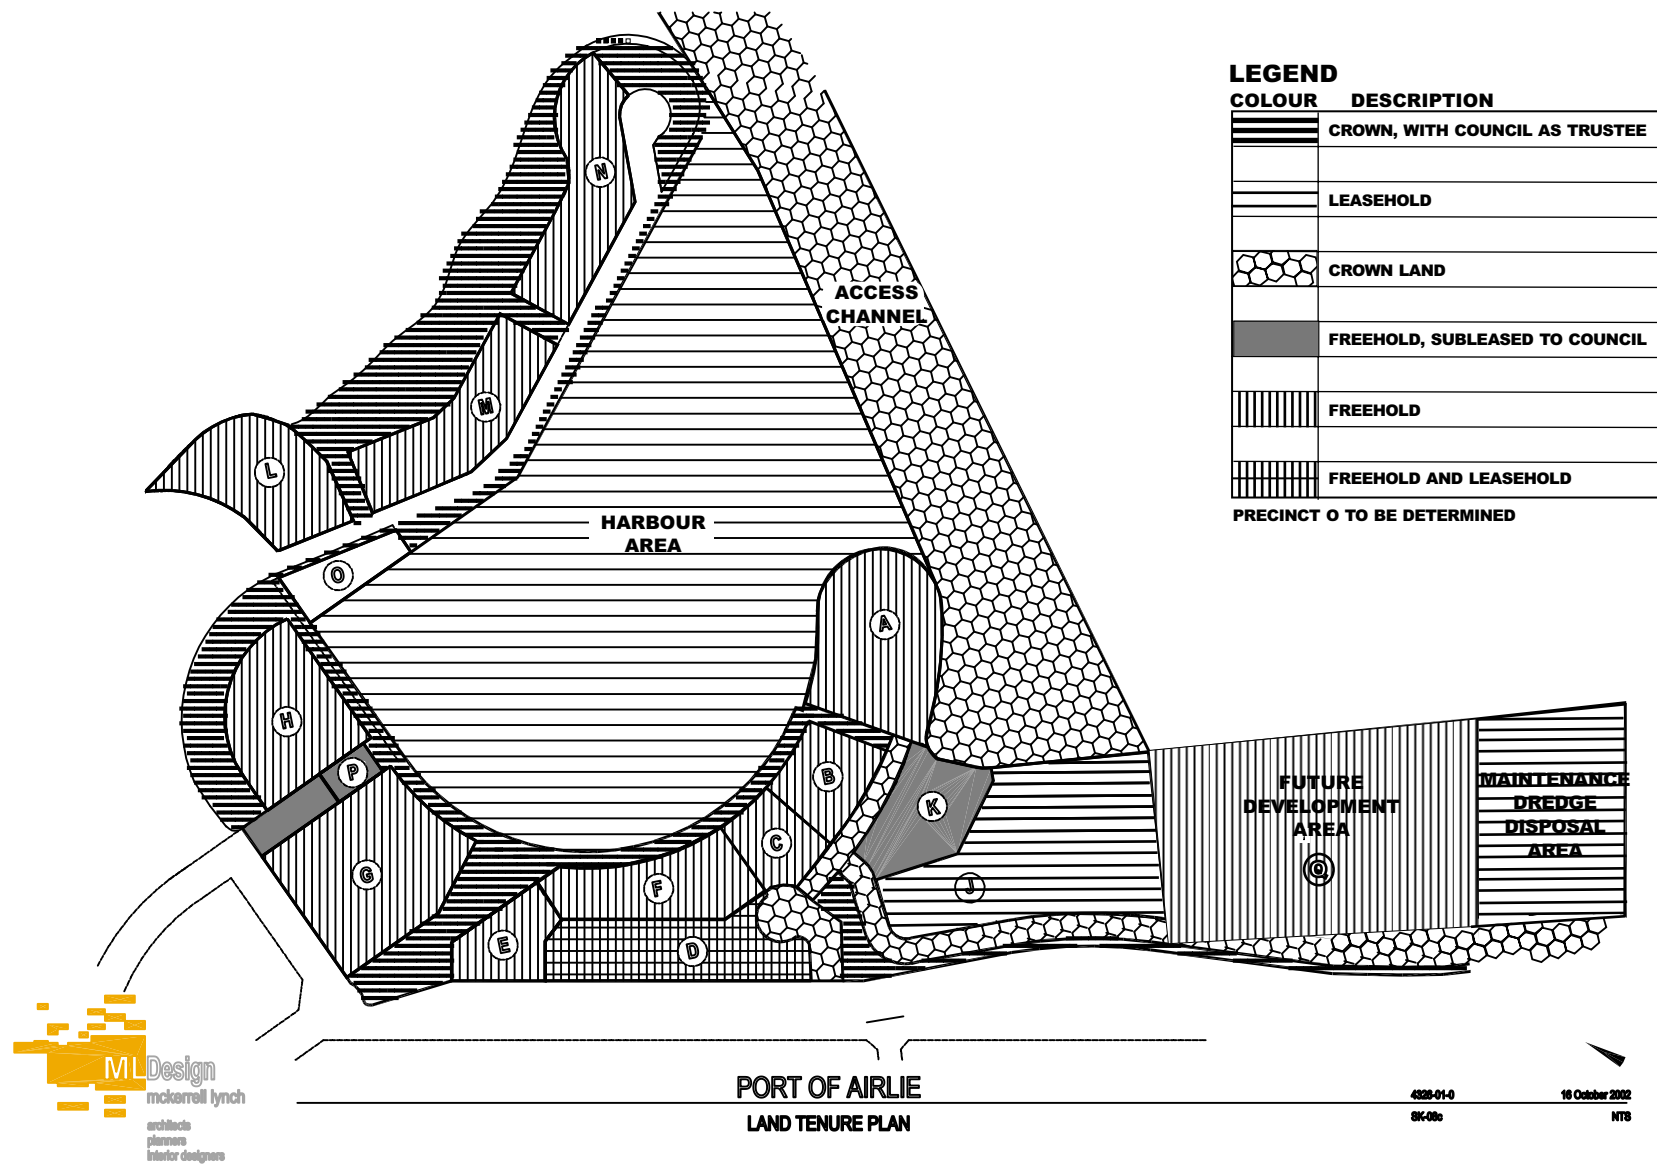 LEGEND
COLOUR DESCRIPTION
CROWN, WITH COUNCIL AS TRUSTEE
LEASEHOLD
CROWN LAND
FREEHOLD, SUBLEASED TO COUNCIL
FREEHOLD
FREEHOLD AND LEASEHOLD
PRECINCT O TO BE DETERMINED
N
ACCESS
CHANNEL
M
L
HARBOUR
AREA
O
A
H
P
B
K
C
G
F
J
E
D
FUTURE
DEVELOPMENT
AREA
Q
MAINTENANCE
DREDGE
DISPOSAL
AREA
ML Design
mckerrell lynch
architects
planners
interior designers
PORT OF AIRLIE
LAND TENURE PLAN
4326-01-0 16 October 2002
SK-08c NTS